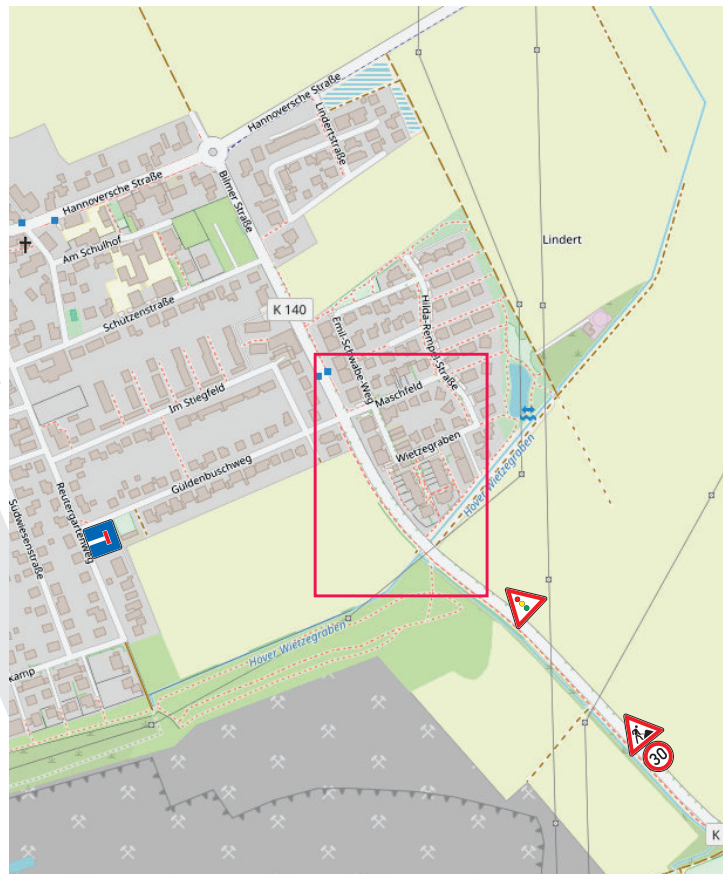 Hannoversche Straße
Lindertstraße
Hannoversche Straße
Bilmer Straße
Am Schulhof
Lindert
Schützenstraße
K 140
Emil-Schwabe-Weg
Hilda-Rempel-Straße
Maschfeld
Im Stiegfeld
Wietzegraben
Güldenbuschweg
Hover Wietzegraben
Reutergartenweg
Südwiesenstraße
Hover Wietzegraben
Kamp
30
K